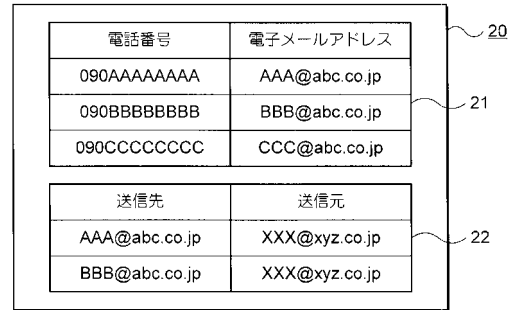 20
電話番号 電子メールアドレス
090AAAAAAAA AAA@abc.co.jp
090BBBBBBBB BBB@abc.co.jp
21
090CCCCCCCC CCC@abc.co.jp
送信先 送信元
AAA@abc.co.jp XXX@xyz.co.jp
22
BBB@abc.co.jp XXX@xyz.co.jp